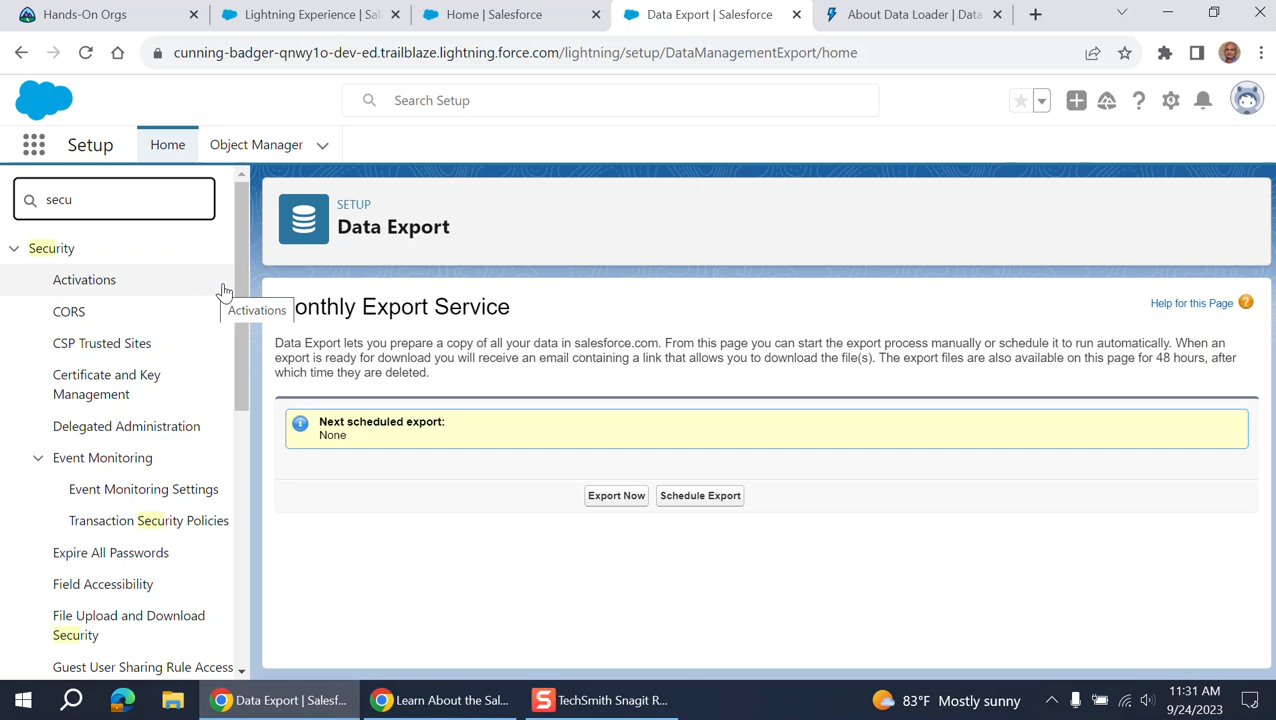 Hands-On Orgs
Lightning Experience | Sal
Home | Salesforce
Data Export | Salesforce
About Data Loader | Data
cunning-badger-qnwy1o-dev-ed.trailblaze.lightning.force.com/lightning/setup/DataManagementExport/home
Search Setup
Setup
Home
Object Manager
secu
Security
Activations
CORS
CSP Trusted Sites
Certificate and Key
Management
Delegated Administration
Event Monitoring
Event Monitoring Settings
Transaction Security Policies
Expire All Passwords
Field Accessibility
File Upload and Download
Security
Guest User Sharing Rule Access
Activations
SETUP
Data Export
onthly Export Service
Help for this Page
Data Export lets you prepare a copy of all your data in salesforce.com. From this page you can start the export process manually or schedule it to run automatically. When an
export is ready for download you will receive an email containing a link that allows you to download the file(s). The export files are also available on this page for 48 hours, after
which time they are deleted.
Next scheduled export:
None
Export Now
Schedule Export
Data Export | Salesf...
Learn About the Sal...
TechSmith Snagit R...
83°F Mostly sunny
11:31 AM
9/24/2023